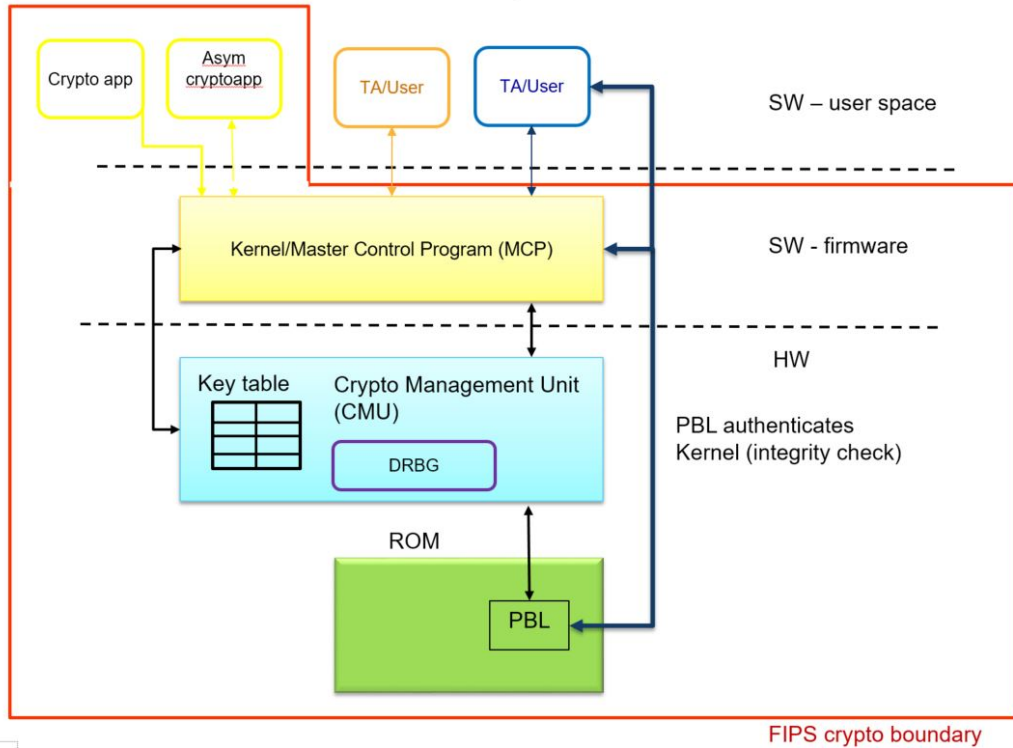 Crypto app
Asym
cryptoapp
TA/User
TA/User
SW – user space
Kernel/Master Control Program (MCP)
SW - firmware
HW
Key table
Crypto Management Unit
(CMU)
DRBG
PBL authenticates
Kernel (integrity check)
ROM
PBL
FIPS crypto boundary